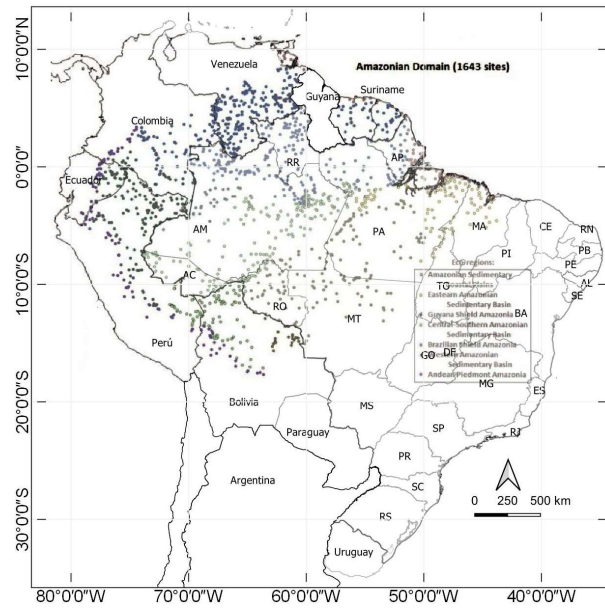 10°0'0"N
0°0'0"
10°0'0"S
20°0'0"S
30°0'0"S
Amazonian Domain (1643 sites)
Venezuela
Guyana
Suriname
Colombia
RR
AP
Ecuador
AM
PA
MA
CE
RN
PI
PB
PE
AC
AL
SE
TO
RO
MT
BA
Perú
GO
DF
MG
Bolivia
ES
MS
SP
RJ
Paraguay
PR
SC
Argentina
RS
Uruguay
Ecoregions:
Amazonian Sedimentary
Coastal Plains
Eastearn Amazonian
Sedimentary Basin
Guyana Shield Amazonia
Central-Southern Amazonian
Sedimentary Basin
Brazilian Shield Amazonia
Amazonian
Sedimentary Basin
Andean Piedmont Amazonia
0 250 500 km
80°0'0"W 70°0'0"W 60°0'0"W 50°0'0"W 40°0'0"W